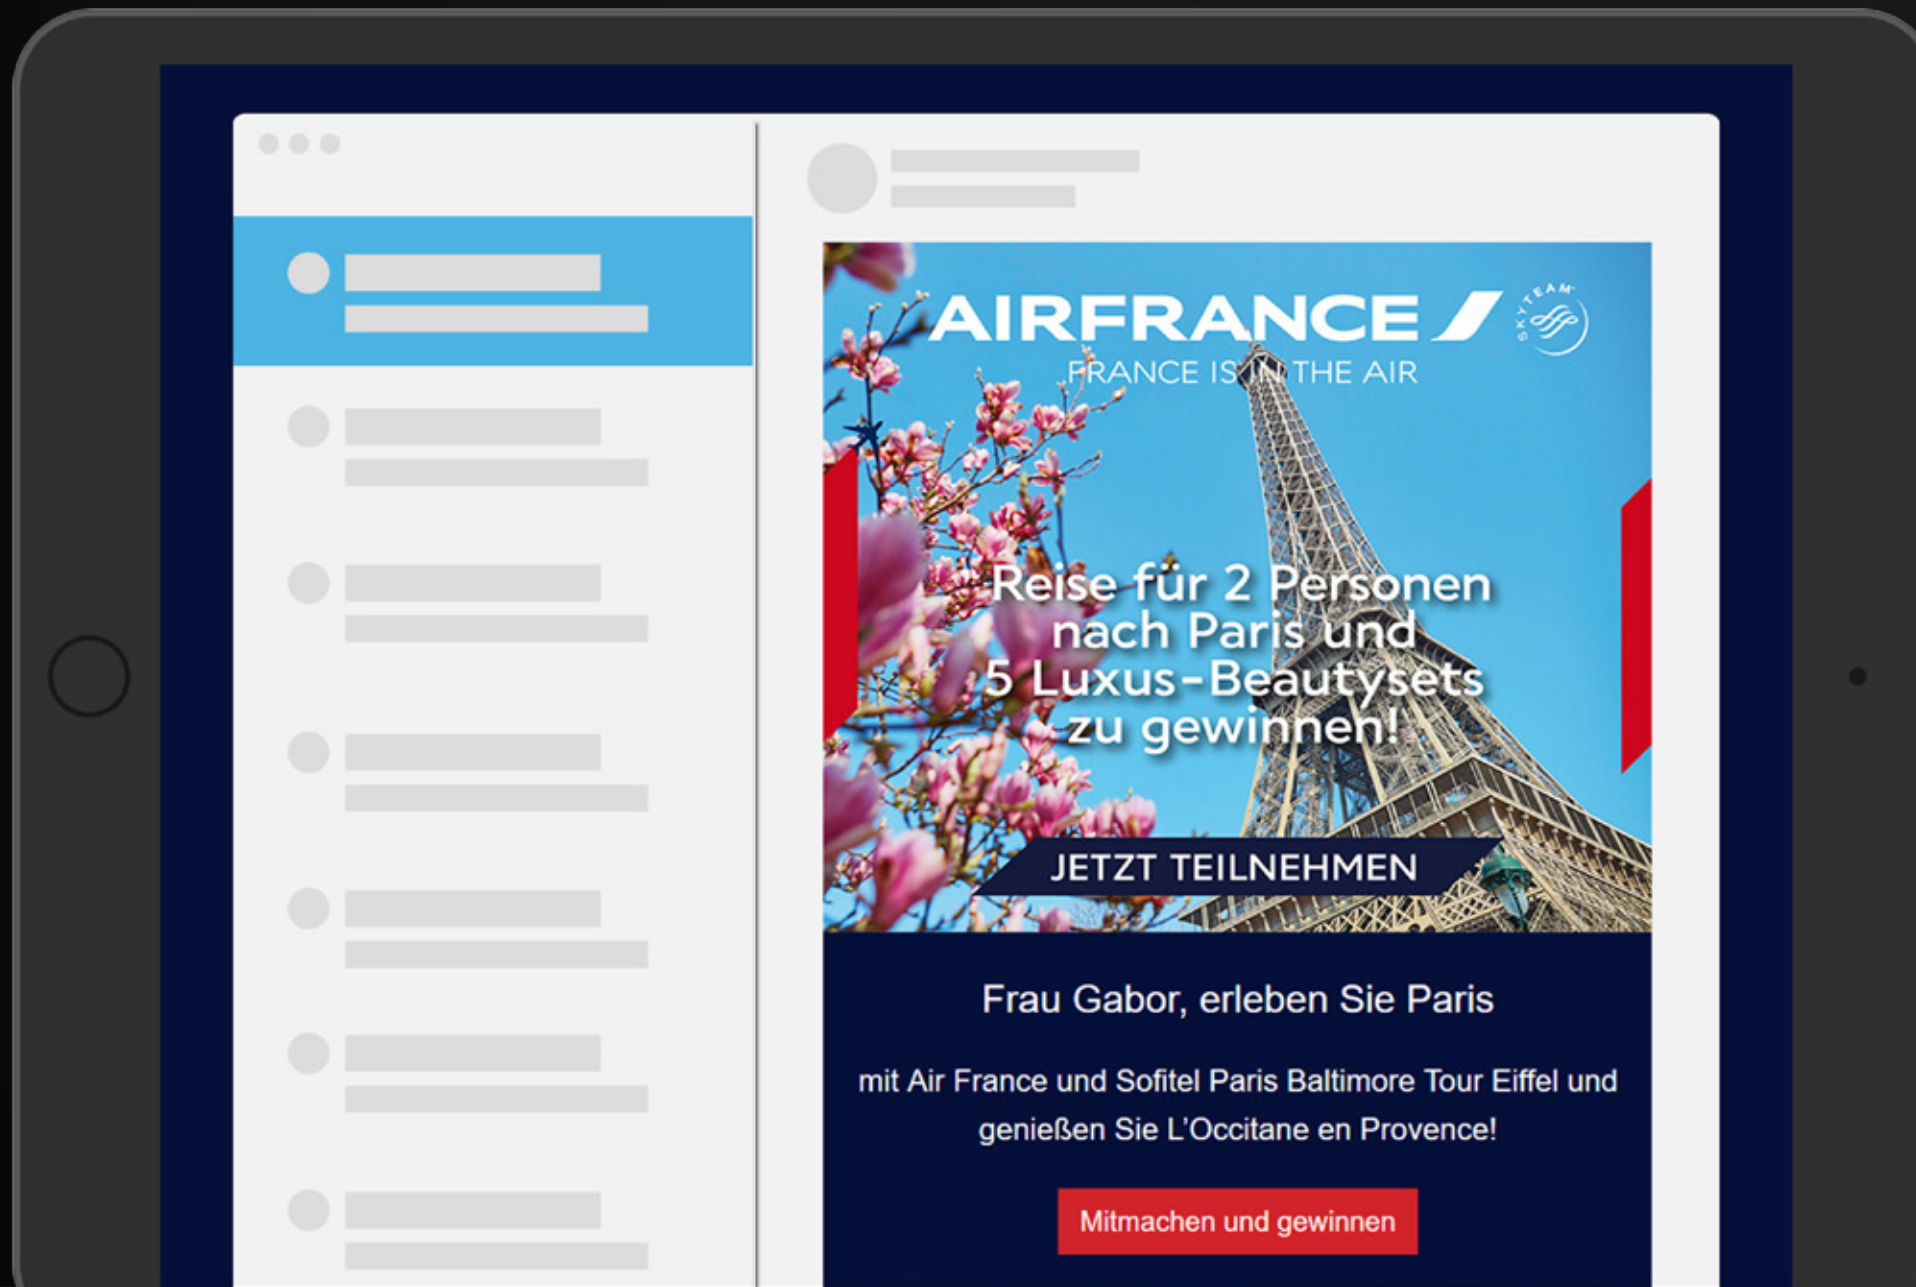 AIRFRANCE
SKYTEAM
FRANCE IS IN THE AIR
Reise für 2 Personen
nach Paris und
5 Luxus-Beautysets
zu gewinnen!
JETZT TEILNEHMEN
Frau Gabor, erleben Sie Paris
mit Air France und Sofitel Paris Baltimore Tour Eiffel und
genießen Sie L'Occitane en Provence!
Mitmachen und gewinnen